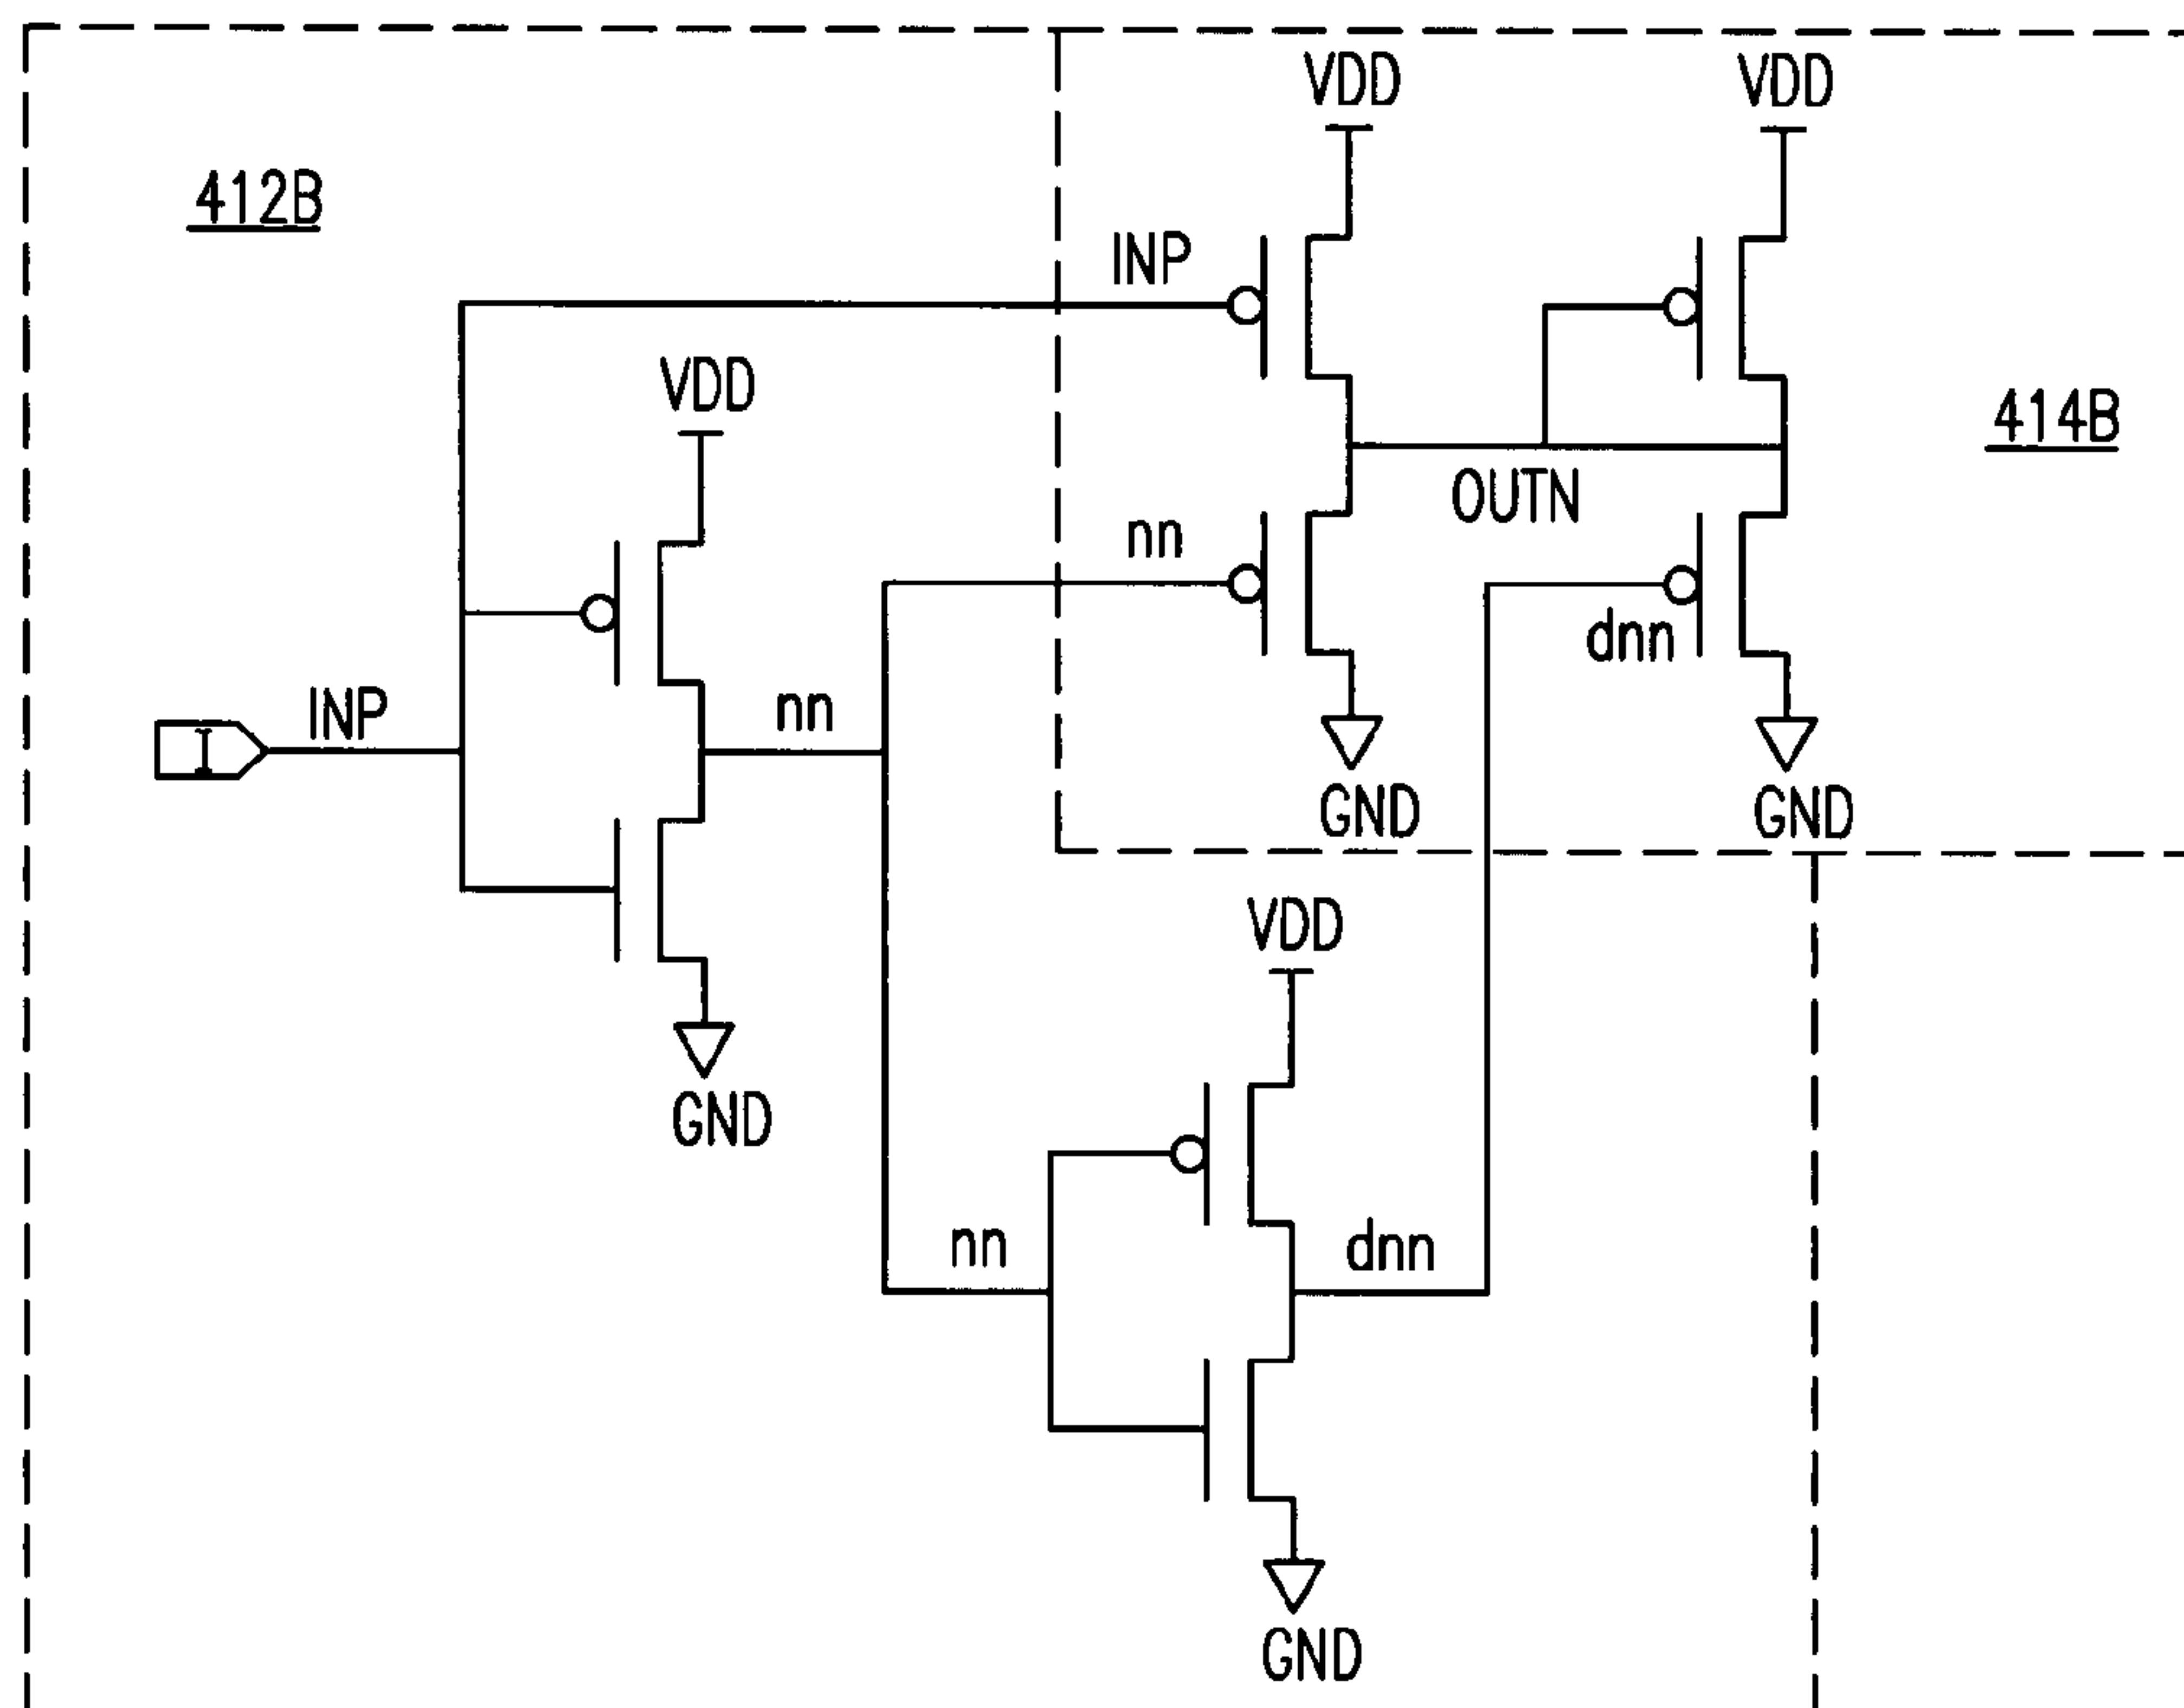 VDD
VDD
412B
INP
VDD
414B
OUTN
nn
dnn
INP
nn
I
GND
GND
VDD
GND
nn
dnn
GND